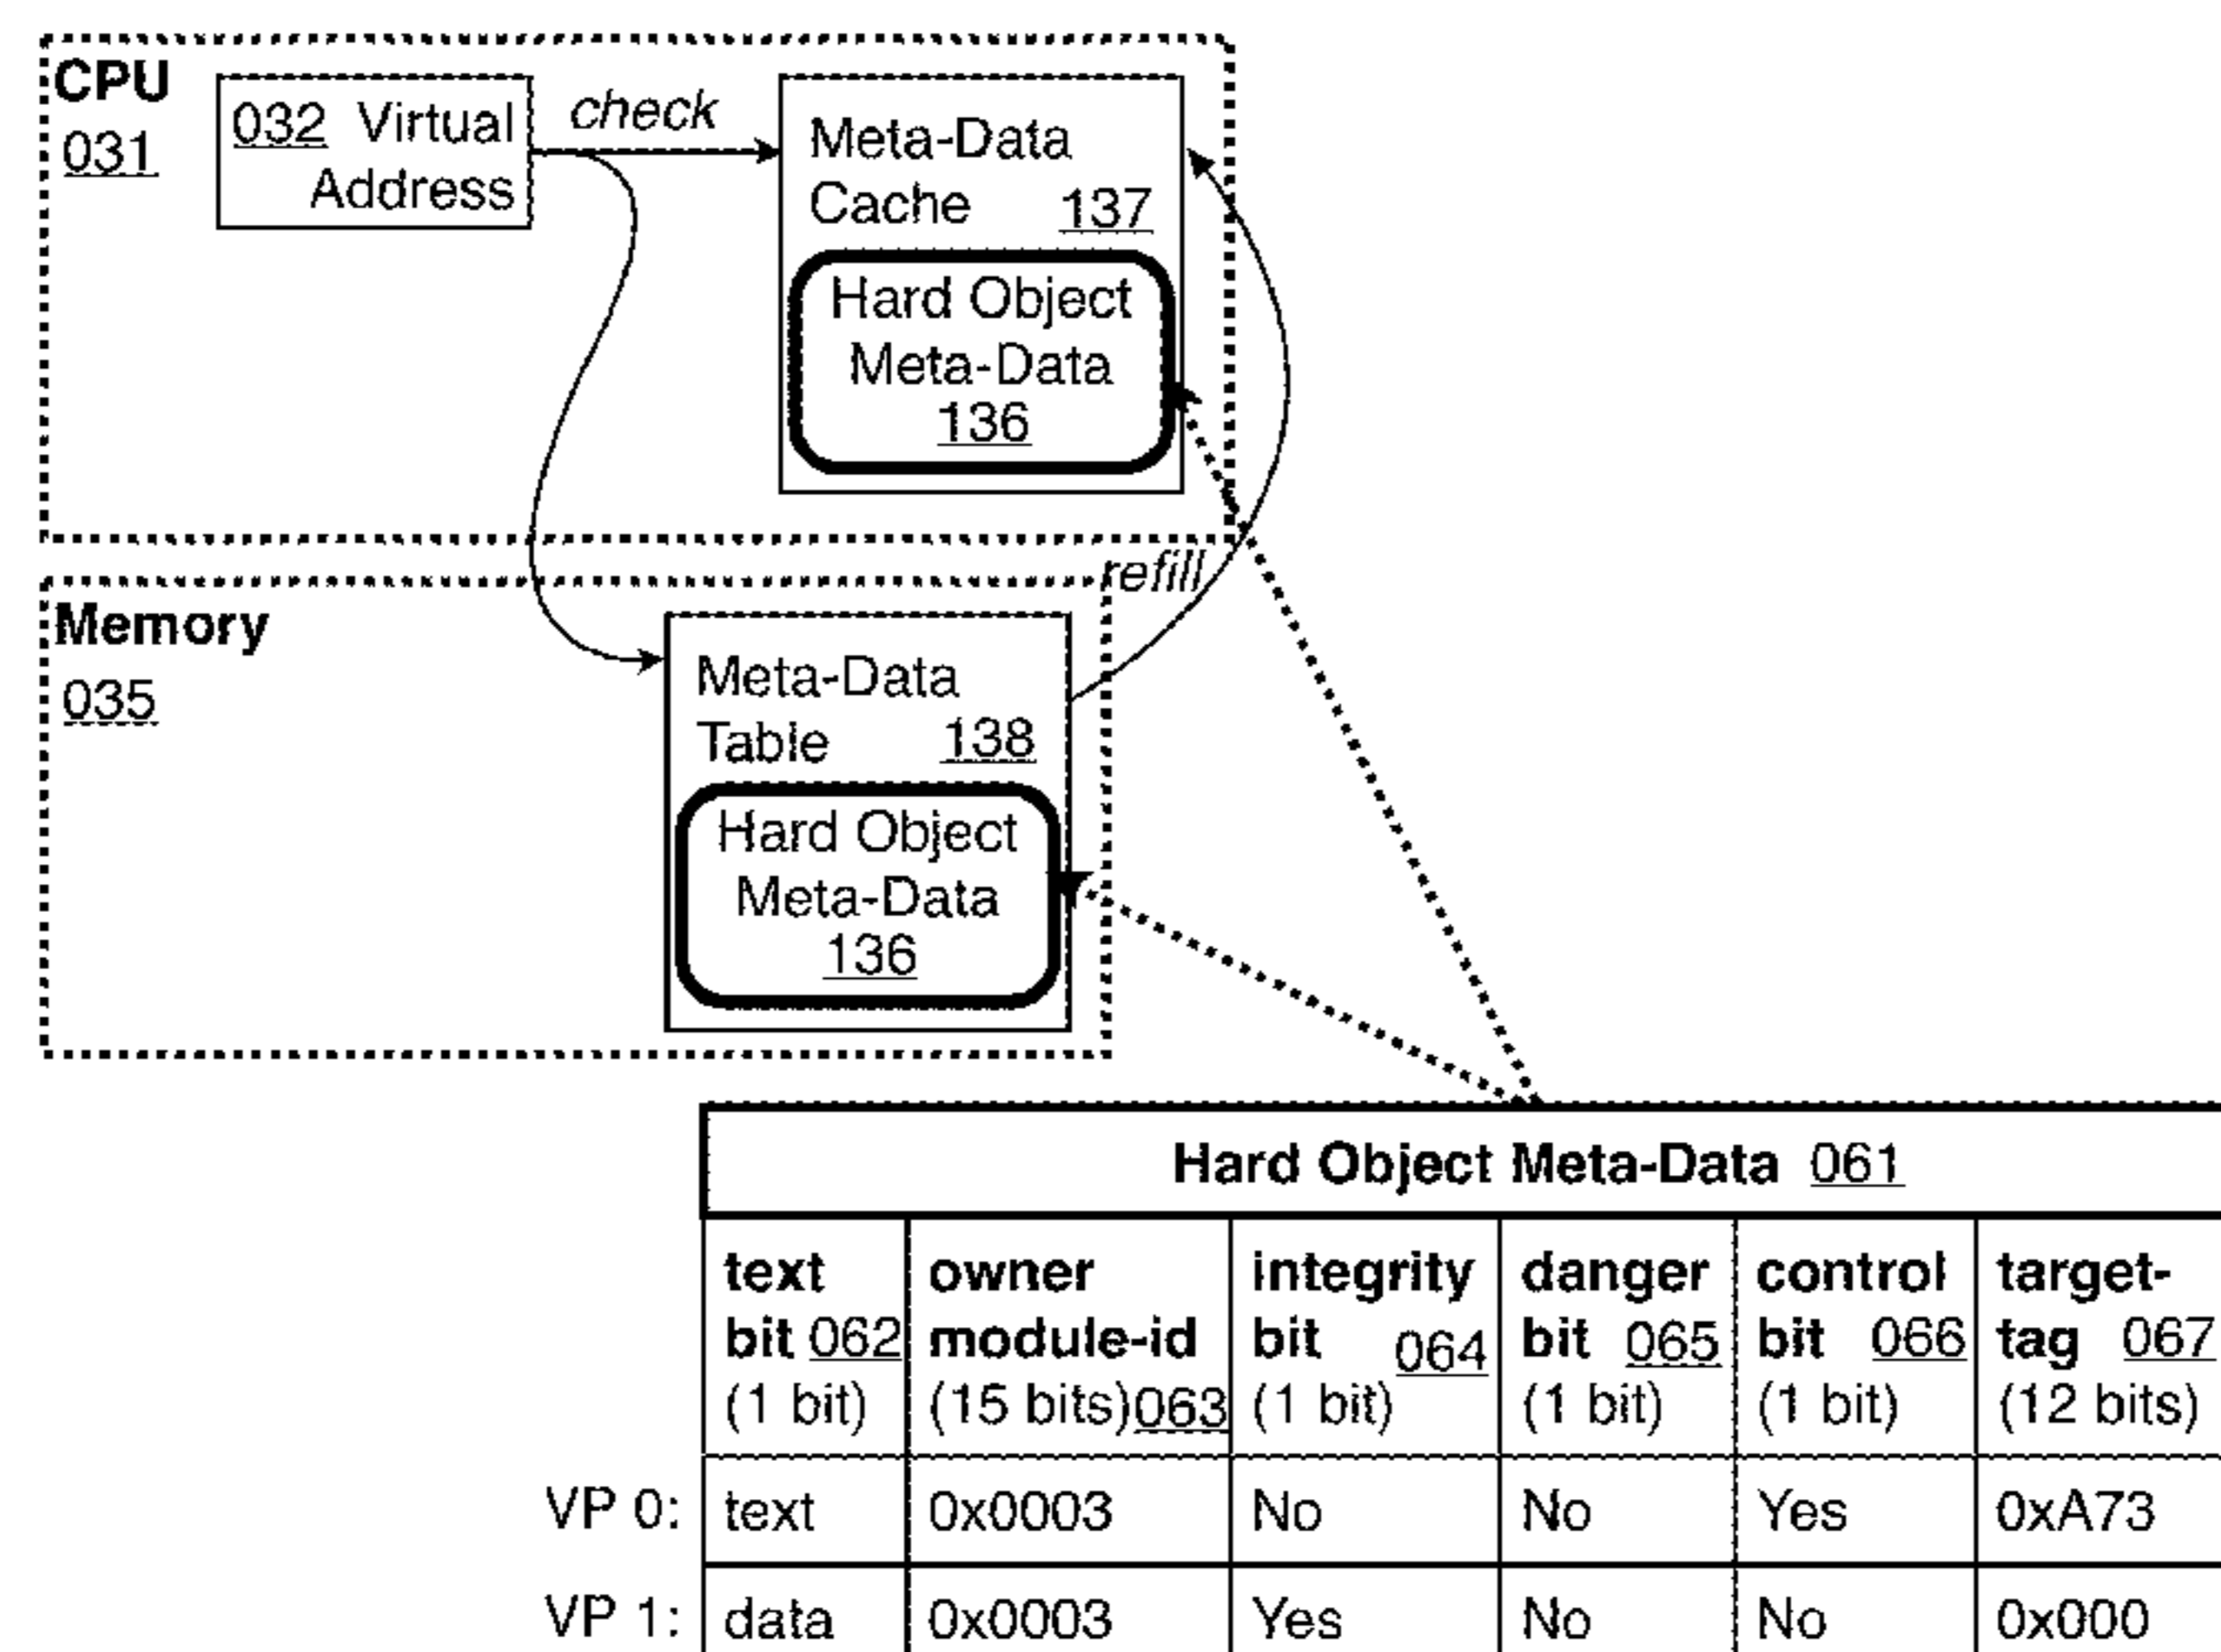 CPU
031
032 Virtual
Address
check
Meta-Data
Cache 137
Hard Object
Meta-Data
136
refill
Memory
035
Meta-Data
Table 138
Hard Object
Meta-Data
136
Hard Object Meta-Data 061
text
bit 062
(1 bit)
owner
module-id
(15 bits)063
integrity
bit 064
(1 bit)
danger
bit 065
(1 bit)
control
bit 066
(1 bit)
target-
tag 067
(12 bits)
VP 0: text 0x0003 No No Yes 0xA73
VP 1: data 0x0003 Yes No No 0x000